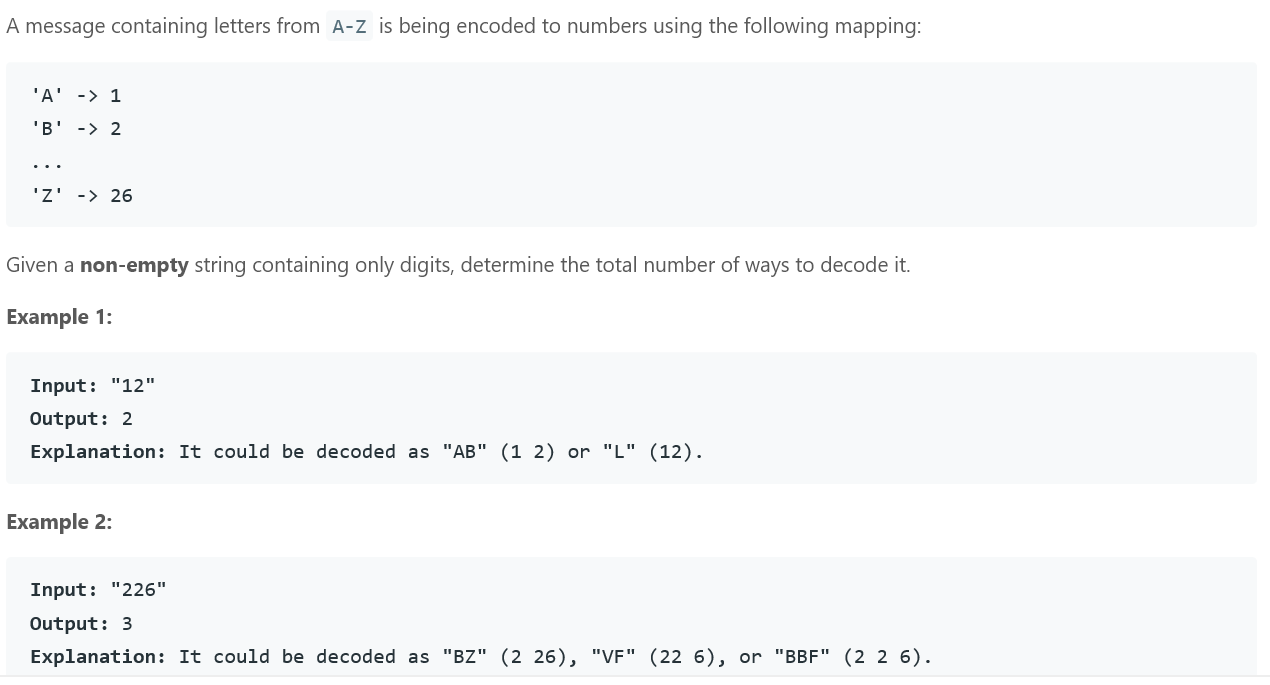 A message containing letters from A-Z is being encoded to numbers using the following mapping:
'A' -> 1
'B' -> 2
...
'Z' -> 26
Given a non-empty string containing only digits, determine the total number of ways to decode it.
Example 1:
Input: "12"
Output: 2
Explanation: It could be decoded as "AB" (1 2) or "L" (12).
Example 2:
Input: "226"
Output: 3
Explanation: It could be decoded as "BZ" (2 26), "VF" (22 6), or "BBF" (2 2 6).